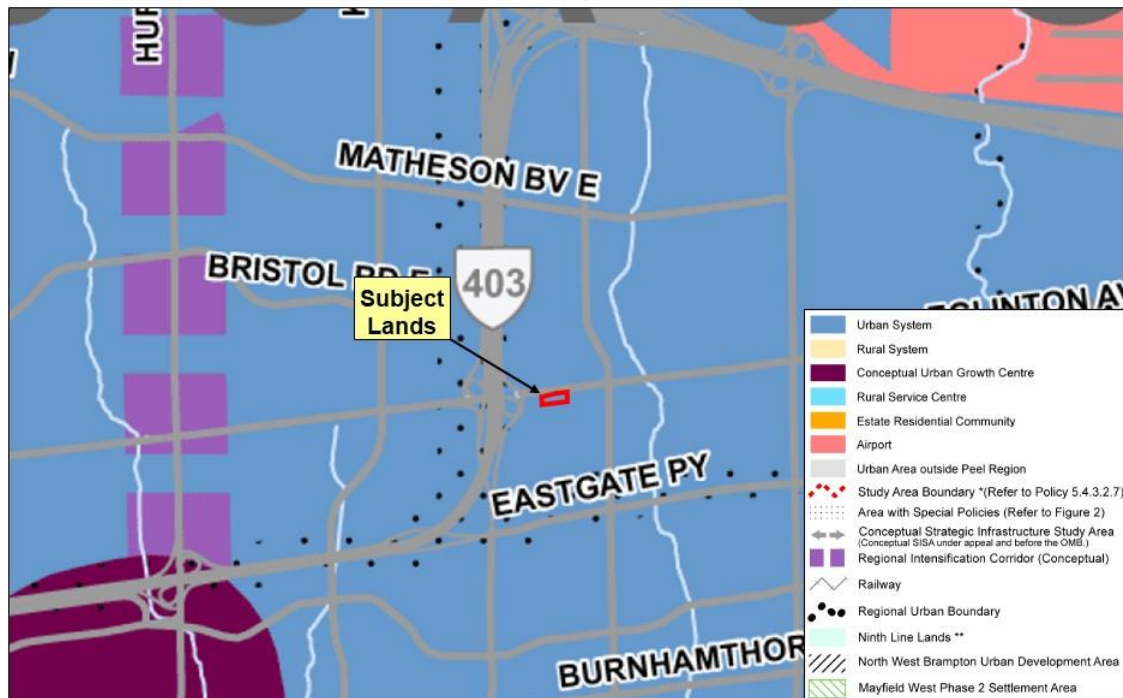 MATHESON BV E
BRISTOL RD E
403
Subject
Lands
EASTGATE PY
Urban System
Rural System
Conceptual Urban Growth Centre
Rural Service Centre
Estate Residential Community
Airport
Urban Area outside Peel Region
Study Area Boundary *(Refer to Policy 5.4.3.2.7)
Area with Special Policies (Refer to Figure 2)
Conceptual Strategic Infrastructure Study Area
(Conceptual SISA under appeal and before the OMB.)
Regional Intensification Corridor (Conceptual)
Railway
Regional Urban Boundary
Ninth Line Lands **
North West Brampton Urban Development Area
Mayfield West Phase 2 Settlement Area
BURNHAMTHOR